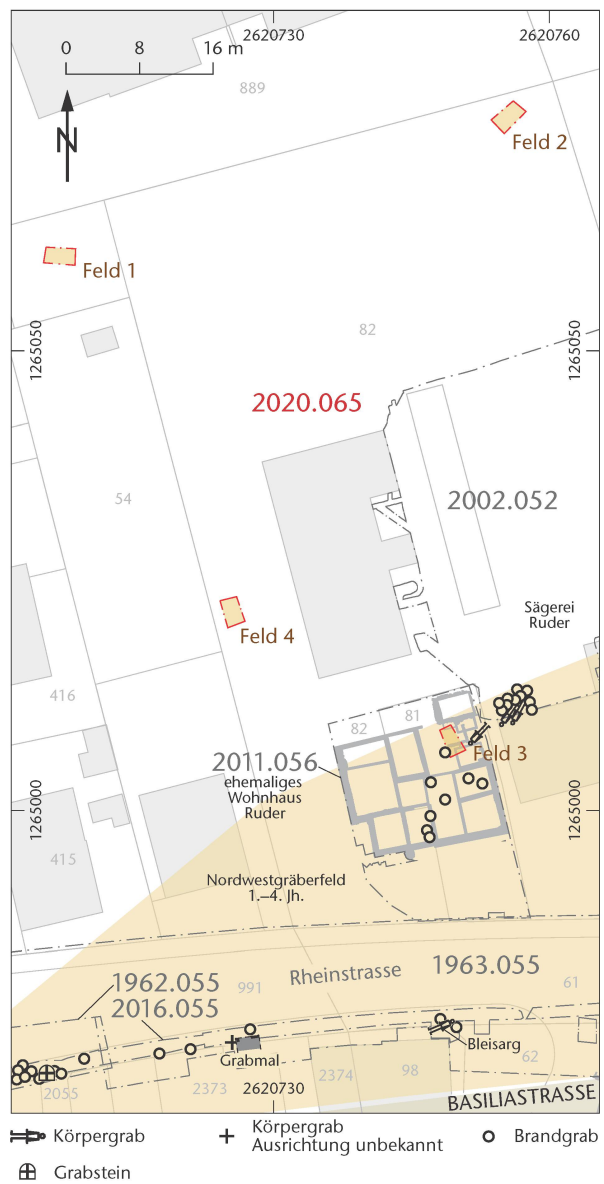 2620730
2620760
0 8 16 m
889
N
Feld 2
Feld 1
1265050
82
1265050
2020.065
54
2002.052
Sägerei
Ruder
Feld 4
416
82
81
2011.056
ehemaliges
Wohnhaus
Ruder
Feld 3
1265000
1265000
415
Nordwestgräberfeld
1.–4. Jh.
Rheinstrasse
1963.055
1962.055
991
61
2016.055
Grabmal
Bleisarg
2055
2373
2620730
2374
98
62
BASILIASTRASSE
Körpergrab
Körpergrab
Ausrichtung unbekannt
Brandgrab
Grabstein